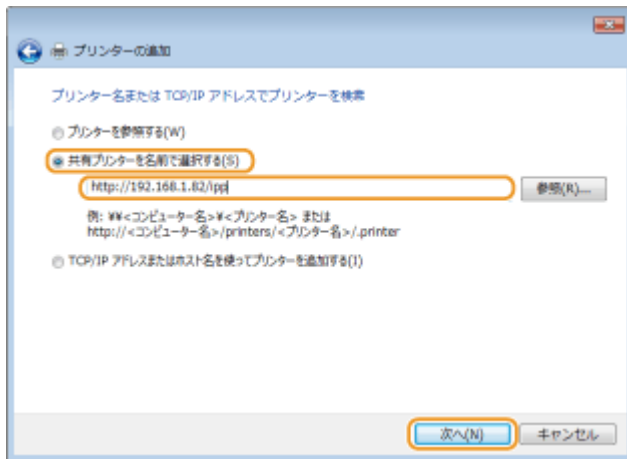 プリンターの追加
プリンター名または TCP/IP アドレスでプリンターを検索
プリンターを参照する(W)
共有プリンターを名前で選択する(S)
http://192.168.1.82/ipp
参照(R)...
例: ¥¥<コンピューター名>¥<プリンター名> または
http://<コンピューター名>/printers/<プリンター名>/.printer
TCP/IP アドレスまたはホスト名を使ってプリンターを追加する(I)
次へ(N)
キャンセル